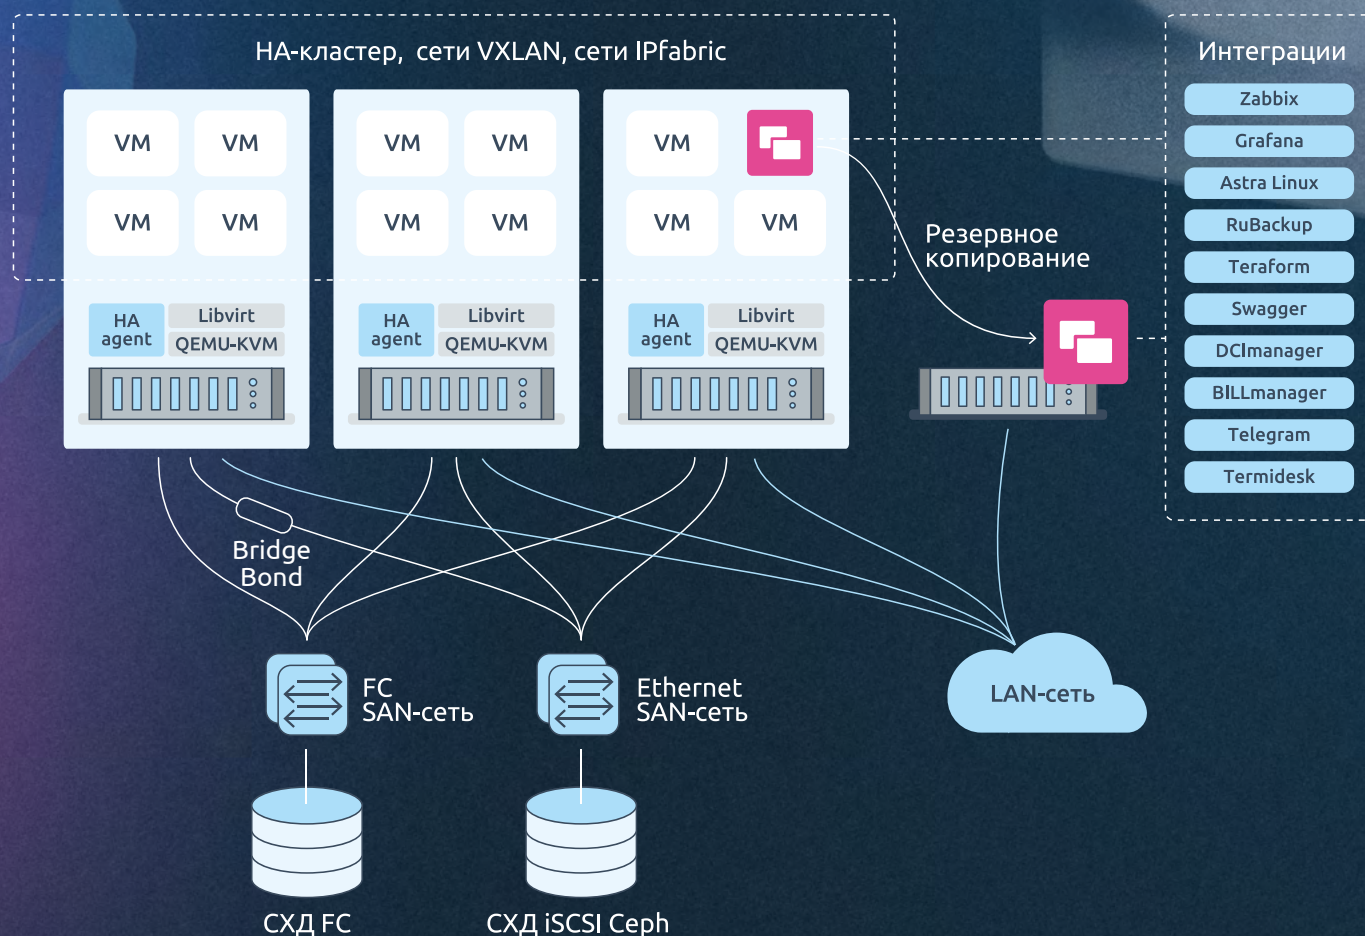 НА-кластер, сети VXLAN, сети IPfabric
VM VM
VM VM
HA agent
Libvirt
QEMU-KVM
VM VM
VM VM
HA agent
Libvirt
QEMU-KVM
VM
VM VM
HA agent
Libvirt
QEMU-KVM
Резервное
копирование
Интеграции
Zabbix
Grafana
Astra Linux
RuBackup
Teraform
Swagger
DCImanager
BILLmanager
Telegram
Termidesk
Bridge
Bond
FC
SAN-сеть
Ethernet
SAN-сеть
LAN-сеть
СХД FC
СХД iSCSI Ceph